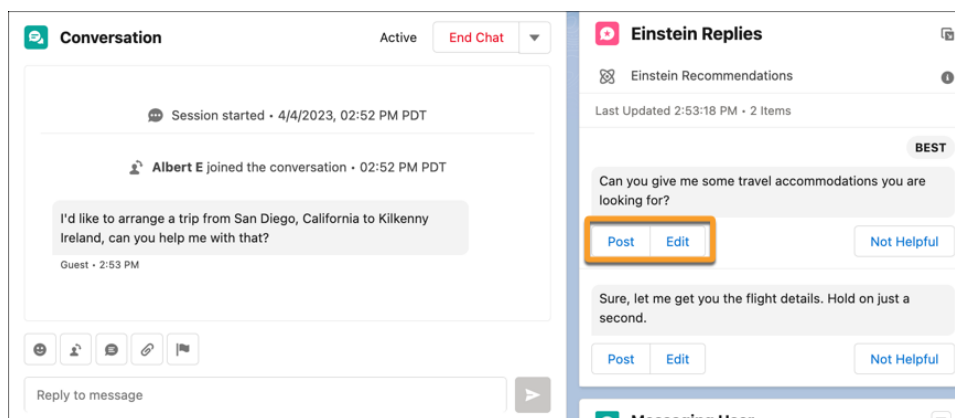 Conversation
Active
End Chat
Session started • 4/4/2023, 02:52 PM PDT
Albert E joined the conversation • 02:52 PM PDT
I'd like to arrange a trip from San Diego, California to Kilkenny
Ireland, can you help me with that?
Guest • 2:53 PM
Reply to message
Einstein Replies
Einstein Recommendations
Last Updated 2:53:18 PM • 2 Items
BEST
Can you give me some travel accommodations you are
looking for?
Post
Edit
Not Helpful
Sure, let me get you the flight details. Hold on just a
second.
Post
Edit
Not Helpful
Messaging User